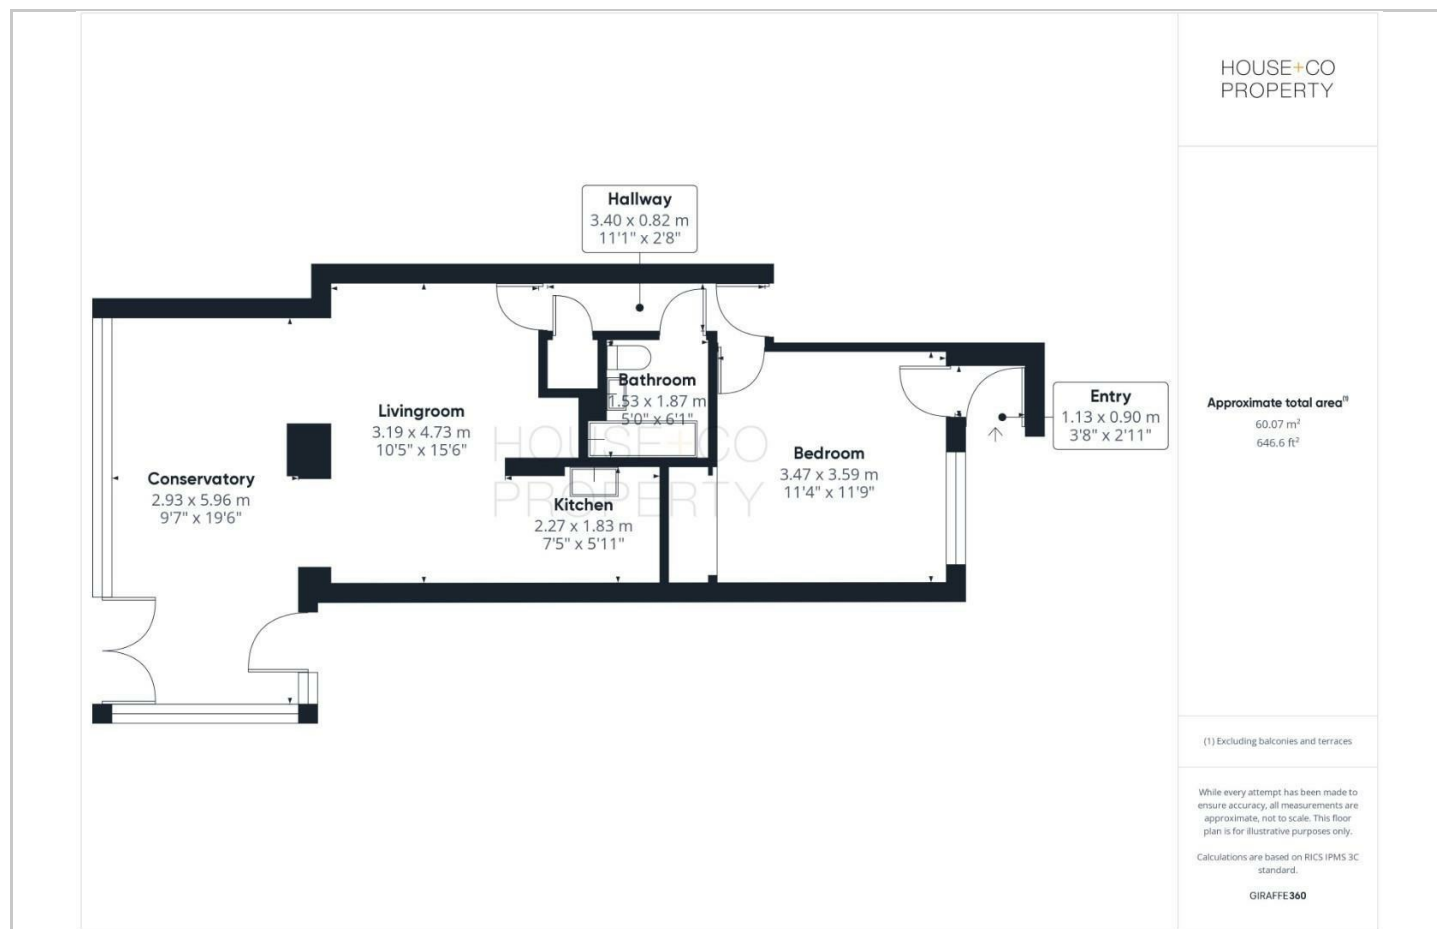 HOUSE+CO
PROPERTY
Hallway
3.40 x 0.82 m
11'1" x 2'8"
Bathroom
1.53 x 1.87 m
5'0" x 6'1"
Livingroom
3.19 x 4.73 m
10'5" x 15'6"
Entry
1.13 x 0.90 m
3'8" x 2'11"
Bedroom
3.47 x 3.59 m
11'4" x 11'9"
Conservatory
2.93 x 5.96 m
9'7" x 19'6"
Kitchen
2.27 x 1.83 m
7'5" x 5'11"
HOUSE+CO
PROPERTY
Approximate total area(1)
60.07 m²
646.6 ft²
(1) Excluding balconies and terraces
While every attempt has been made to
ensure accuracy, all measurements are
approximate, not to scale. This floor
plan is for illustrative purposes only.
Calculations are based on RICS IPMS 3C
standard.
GIRAFFE360